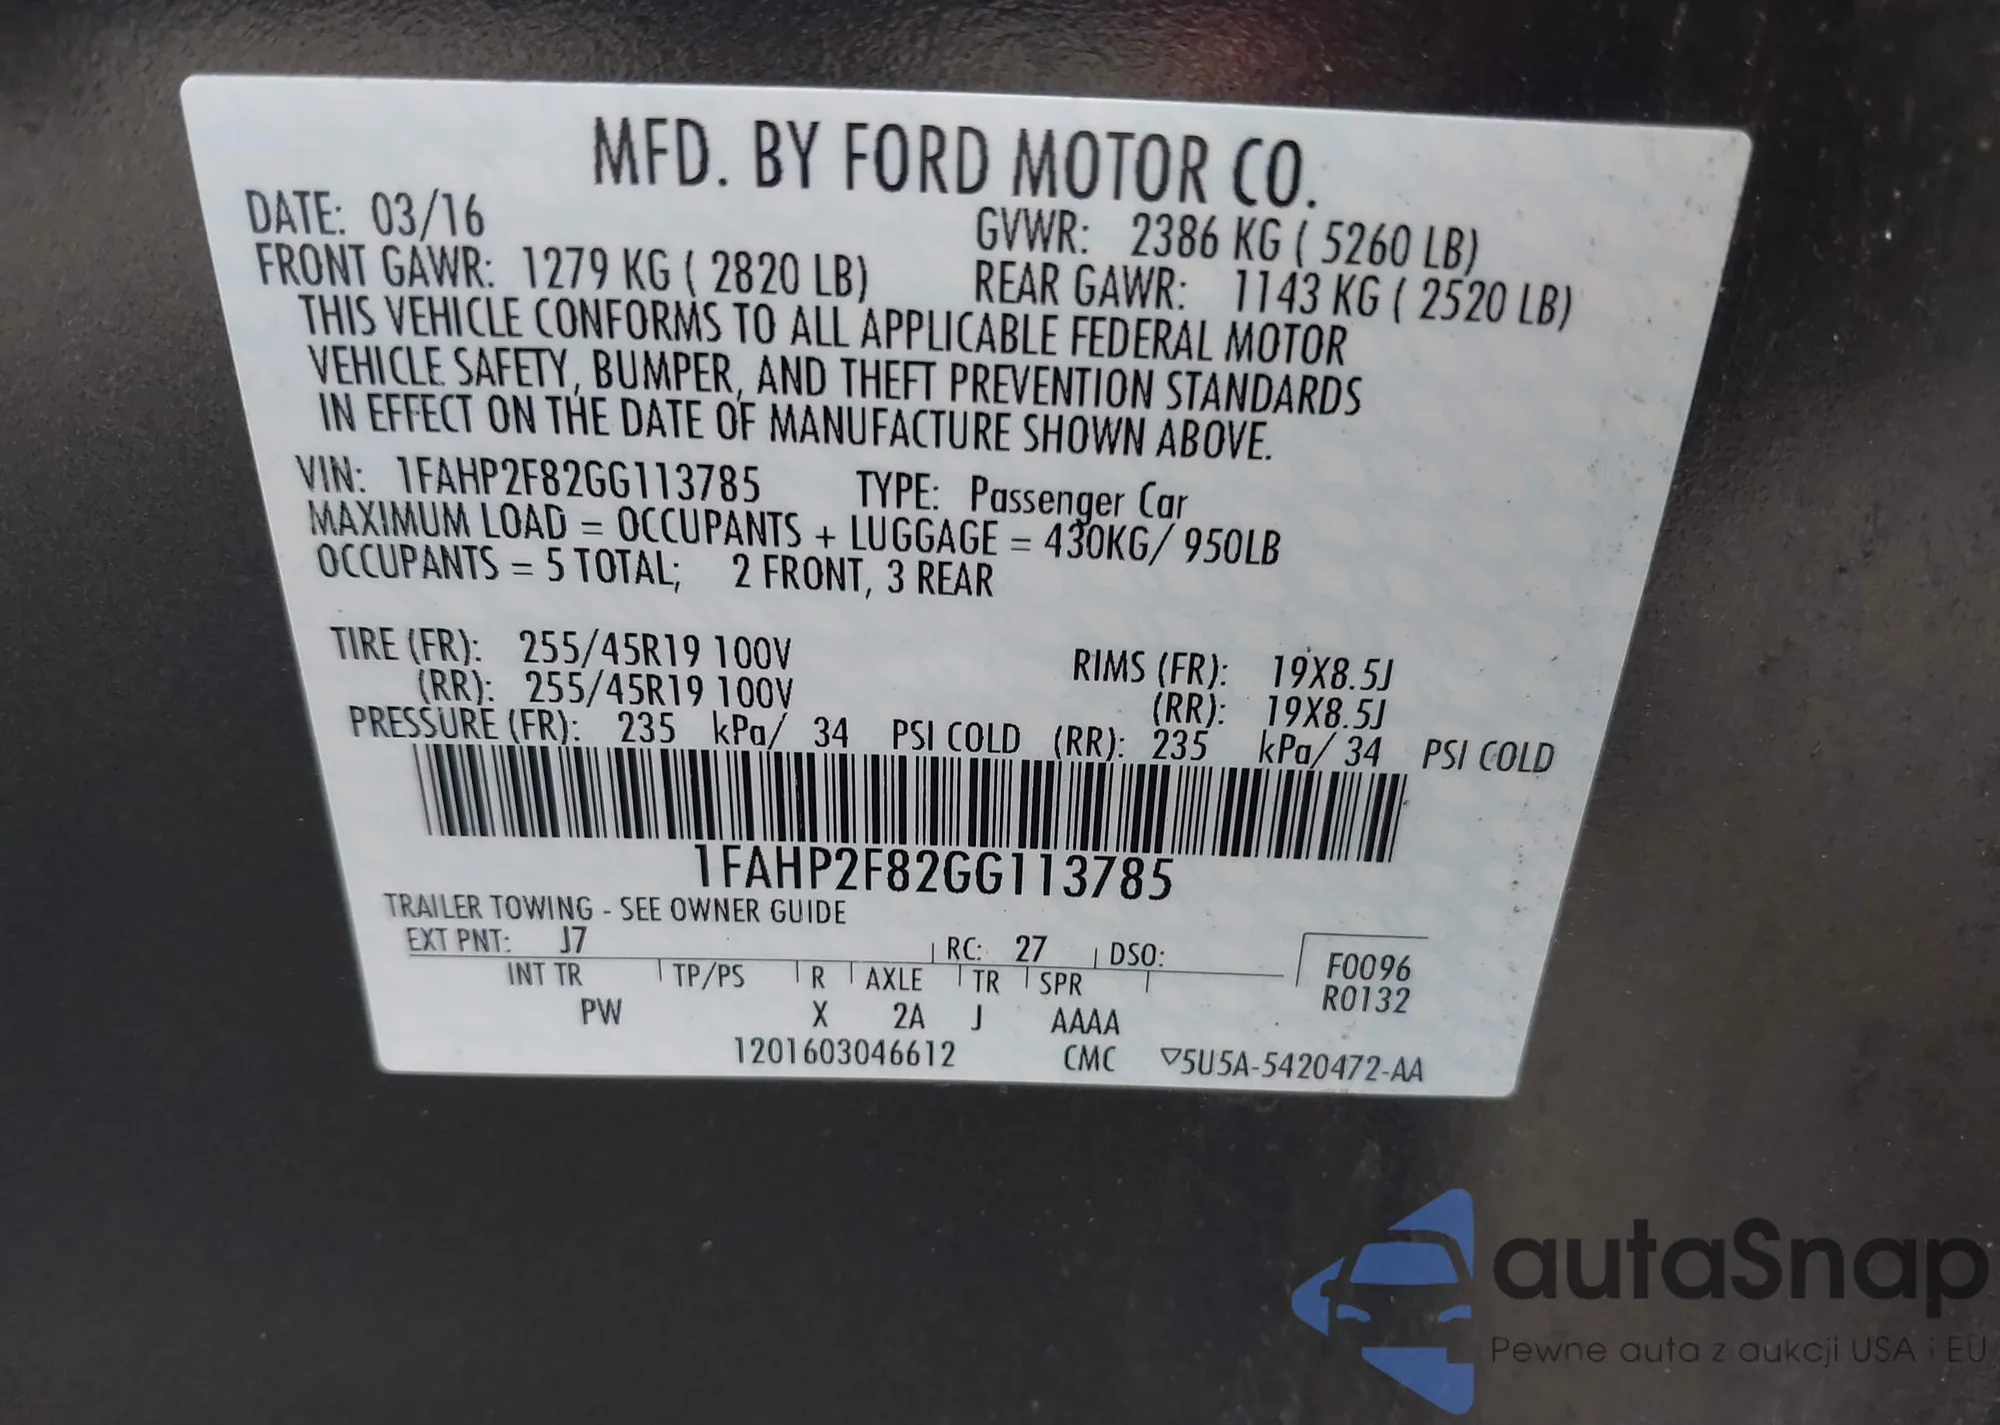 MFD. BY FORD MOTOR CO.
DATE: 03/16 GVWR: 2386 KG ( 5260 LB)
FRONT GAWR: 1279 KG ( 2820 LB) REAR GAWR: 1143 KG ( 2520 LB)
THIS VEHICLE CONFORMS TO ALL APPLICABLE FEDERAL MOTOR
VEHICLE SAFETY, BUMPER, AND THEFT PREVENTION STANDARDS
IN EFFECT ON THE DATE OF MANUFACTURE SHOWN ABOVE.
VIN: 1FAHP2F82GG113785 TYPE: Passenger Car
MAXIMUM LOAD = OCCUPANTS + LUGGAGE = 430KG/ 950LB
OCCUPANTS = 5 TOTAL; 2 FRONT, 3 REAR
TIRE (FR): 255/45R19 100V RIMS (FR): 19X8.5J
(RR): 255/45R19 100V (RR): 19X8.5J
PRESSURE (FR): 235 kPa/ 34 PSI COLD (RR): 235 kPa/ 34 PSI COLD
1FAHP2F82GG113785
TRAILER TOWING - SEE OWNER GUIDE
EXT PNT: J7 RC: 27 DSO: F0096
INT TR TP/PS R AXLE TR SPR R0132
PW X 2A J AAAA
1201603046612 CMC ▽5U5A-5420472-AA
autaSnap
Pewne auta z aukcji USA i EU